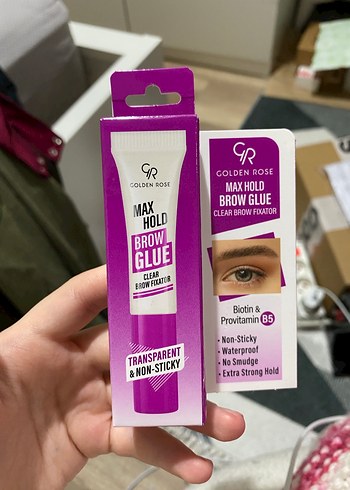 GR
GOLDEN ROSE
MAX
HOLD
BROW
GLUE
CLEAR
BROW FIXATOR
TRANSPARENT
& NON-STICKY
GR
GOLDEN ROSE
MAX HOLD
BROW GLUE
CLEAR BROW FIXATOR
Biotin &
Provitamin B5
• Non-Sticky
• Waterproof
• No Smudge
• Extra Strong Hold